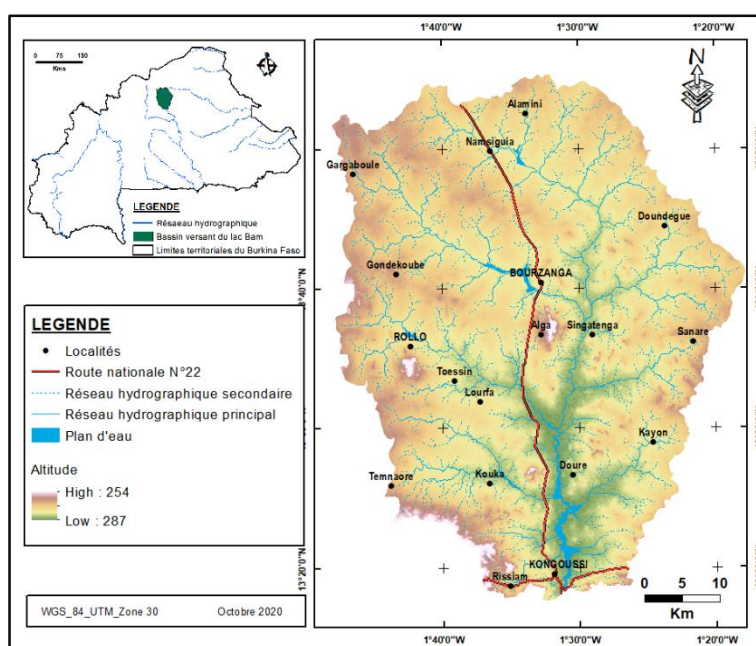 0 75 150
Kms
LEGENDE
Réseau hydrographique
Bassin versant du lac Bam
Limites territoriales du Burkina Faso
LEGENDE
Localités
Route nationale N°22
Réseau hydrographique secondaire
Réseau hydrographique principal
Plan d'eau
Altitude
High : 254
Low : 287
WGS_84_UTM_Zone 30 Octobre 2020
1°40'0"W 1°30'0"W 1°20'0"W
N
Alamini
Namsiguia
Gargaboule
Doundegue
Gondekoube
BOURZANGA
Alga
Singatenga
Sanare
ROLLO
Toessin
Lourfa
Kayon
Temnaore
Kouka
Doure
KONGOUSSI
Rissiam
13°20'0"N
0 5 10
Km
1°40'0"W 1°30'0"W 1°20'0"W